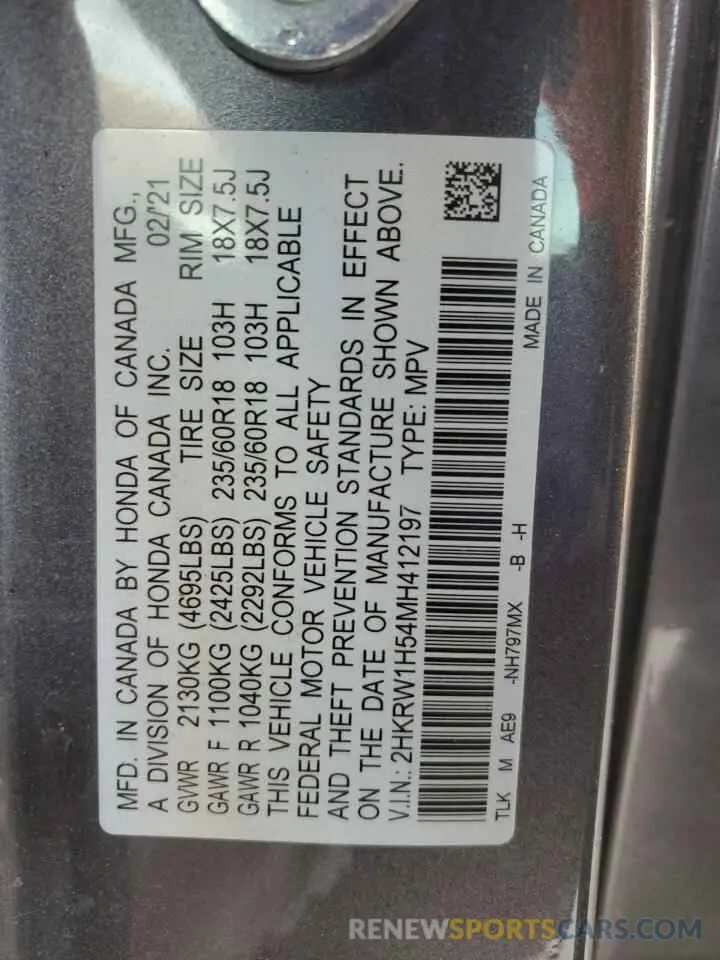 MFD. IN CANADA BY HONDA OF CANADA MFG.,
A DIVISION OF HONDA CANADA INC. 02/'21
GVWR 2130KG (4695LBS) TIRE SIZE RIM SIZE
GAWR F 1100KG (2425LBS) 235/60R18 103H 18X7.5J
GAWR R 1040KG (2292LBS) 235/60R18 103H 18X7.5J
THIS VEHICLE CONFORMS TO ALL APPLICABLE
FEDERAL MOTOR VEHICLE SAFETY
AND THEFT PREVENTION STANDARDS IN EFFECT
ON THE DATE OF MANUFACTURE SHOWN ABOVE.
V.I.N.: 2HKRW1H54MH412197 TYPE: MPV
TLK M AE9 -NH797MX -B -H MADE IN CANADA
RENEWSPORTSCARS.COM